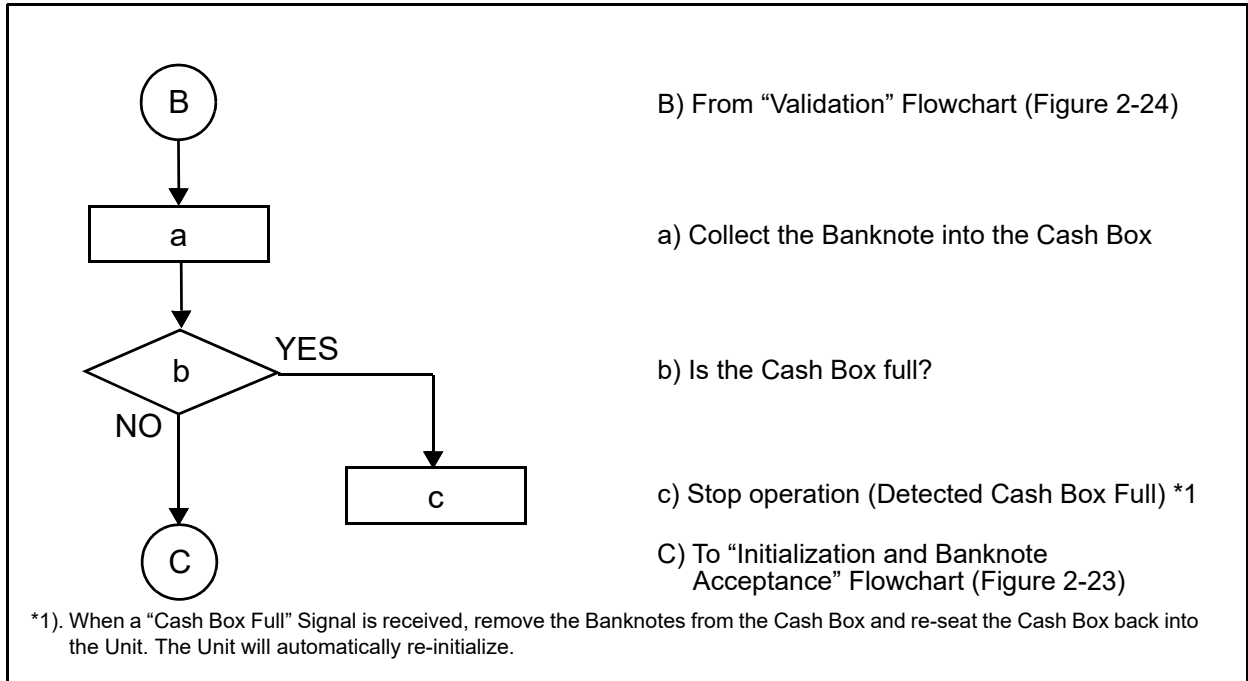 B
B) From “Validation” Flowchart (Figure 2-24)
a
a) Collect the Banknote into the Cash Box
YES
b
b) Is the Cash Box full?
NO
c
c) Stop operation (Detected Cash Box Full) *1
C
C) To “Initialization and Banknote
Acceptance” Flowchart (Figure 2-23)
*1). When a “Cash Box Full” Signal is received, remove the Banknotes from the Cash Box and re-seat the Cash Box back into
the Unit. The Unit will automatically re-initialize.